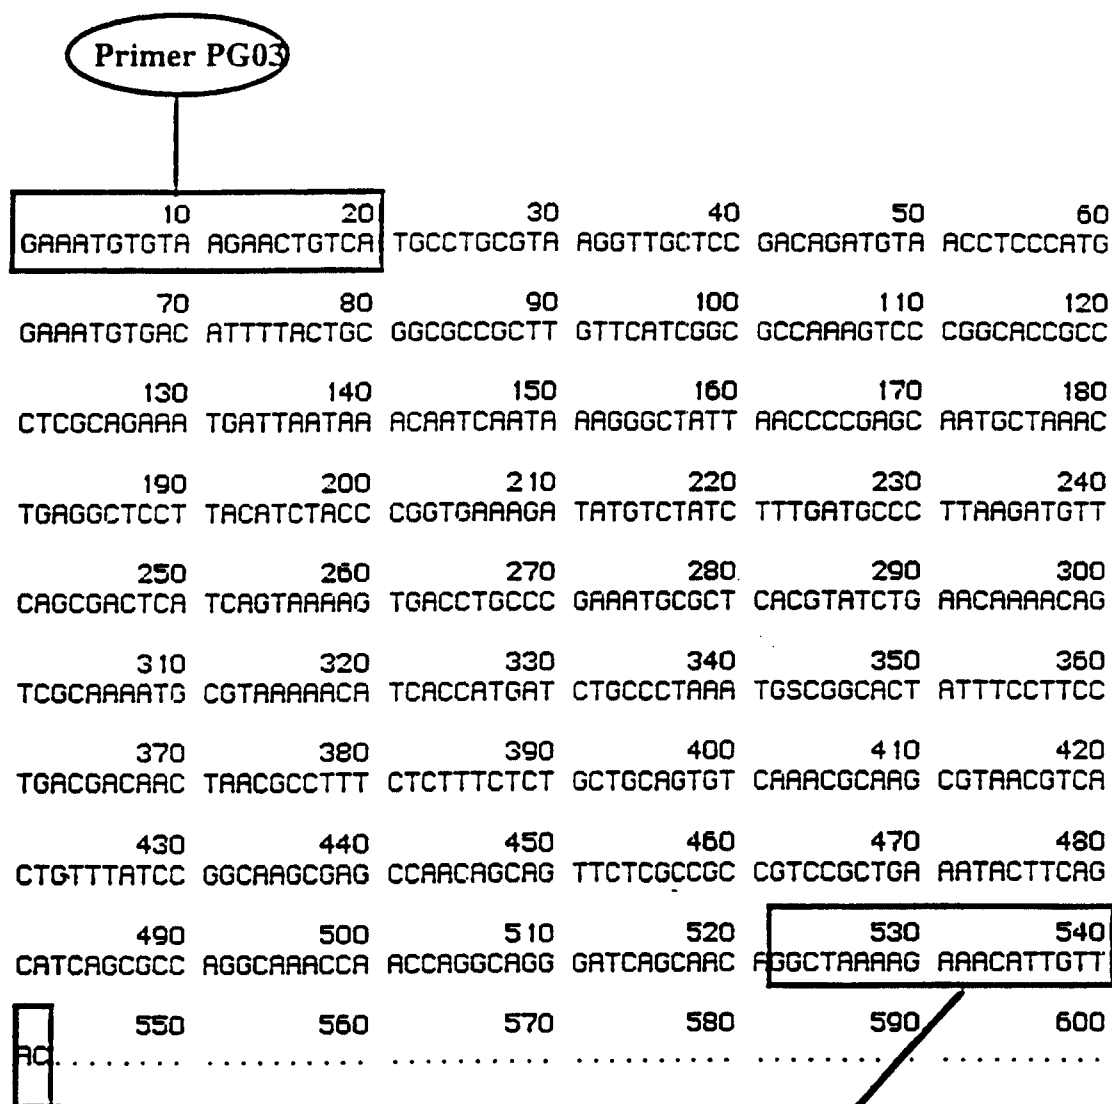 Primer PG03
10 20 30 40 50 60
GAAATGTGTA AGAACTGTCA TGCCTGCGTA AGGTTGCTCC GACAGATGTA ACCTCCCATG
70 80 90 100 110 120
GAAATGTGAC ATTTTACTGC GGCGCCGCTT GTTCATCGGC GCCAAAGTCC CGGCACCGCC
130 140 150 160 170 180
CTCGCAGAAA TGATTAATAA ACAATCAATA AAGGGCTATT AACCCCGAGC AATGCTAAAC
190 200 210 220 230 240
TGAGGCTCCT TACATCTACC CGGTGAAAGA TATGTCTATC TTTGATGCCC TTAAGATGTT
250 260 270 280 290 300
CAGCGACTCA TCAGTAAAAG TGACCTGCCC GAAATGCGCT CACGTATCTG AACAAAACAG
310 320 330 340 350 360
TCGCAAAATG CGTAAAAACA TCACCATGAT CTGCCCTAAA TGSCGGCACT ATTTCCTTCC
370 380 390 400 410 420
TGACGACAAC TAACGCCTTT CTCTTTCTCT GCTGCAGTGT CAAACGCAAG CGTAACGTCA
430 440 450 460 470 480
CTGTTTATCC GGCAAGCGAG CCAACAGCAG TTCTCGCCGC CGTCCGCTGA AATACTTCAG
490 500 510 520 530 540
CATCAGCGCC AGGCAAACCA ACCAGGCAGG GATCAGCAAC AGGCTAAAAG AAACATTGTT
550 560 570 580 590 600
AC........ .......... .......... .......... .......... ..........